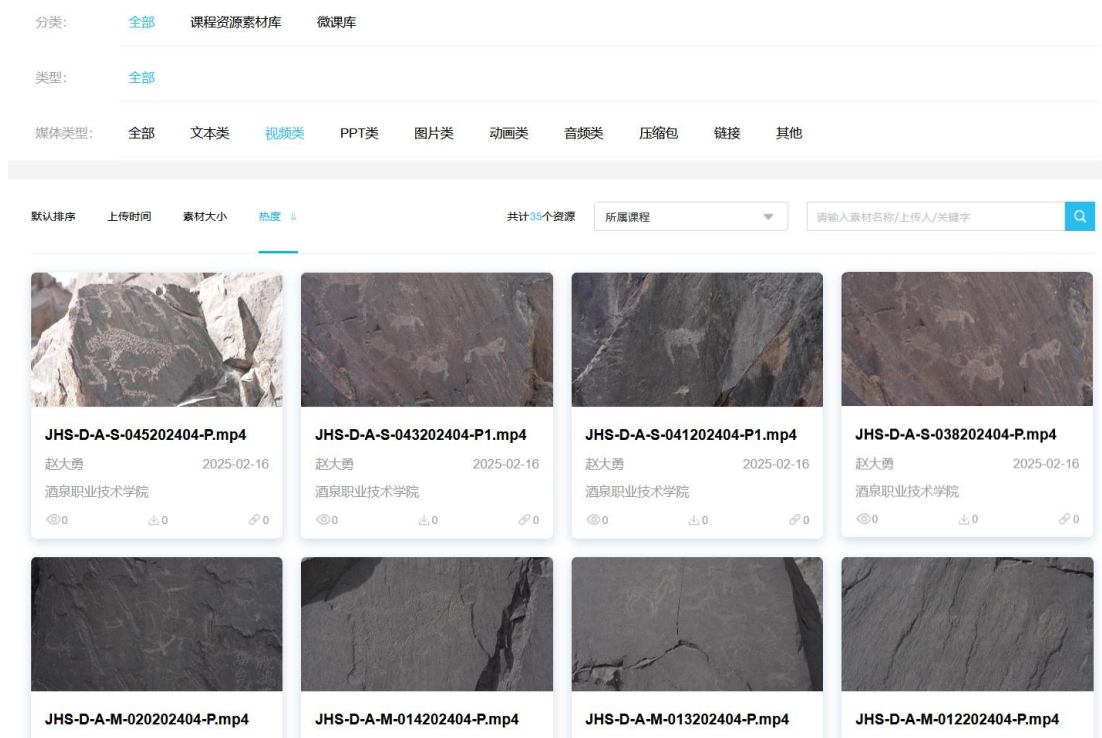 分类： 全部 课程资源素材库 微课库
类型： 全部
媒体类型： 全部 文本类 视频类 PPT类 图片类 动画类 音频类 压缩包 链接 其他
默认排序 上传时间 素材大小 热度 ⇓ 共计35个资源 所属课程 请输入素材名称/上传人/关键字
JHS-D-A-S-045202404-P.mp4 JHS-D-A-S-043202404-P1.mp4 JHS-D-A-S-041202404-P1.mp4 JHS-D-A-S-038202404-P.mp4
赵大勇 2025-02-16 赵大勇 2025-02-16 赵大勇 2025-02-16 赵大勇 2025-02-16
酒泉职业技术学院 酒泉职业技术学院 酒泉职业技术学院 酒泉职业技术学院
0 0 0 0 0 0 0 0 0 0 0 0
JHS-D-A-M-020202404-P.mp4 JHS-D-A-M-014202404-P.mp4 JHS-D-A-M-013202404-P.mp4 JHS-D-A-M-012202404-P.mp4